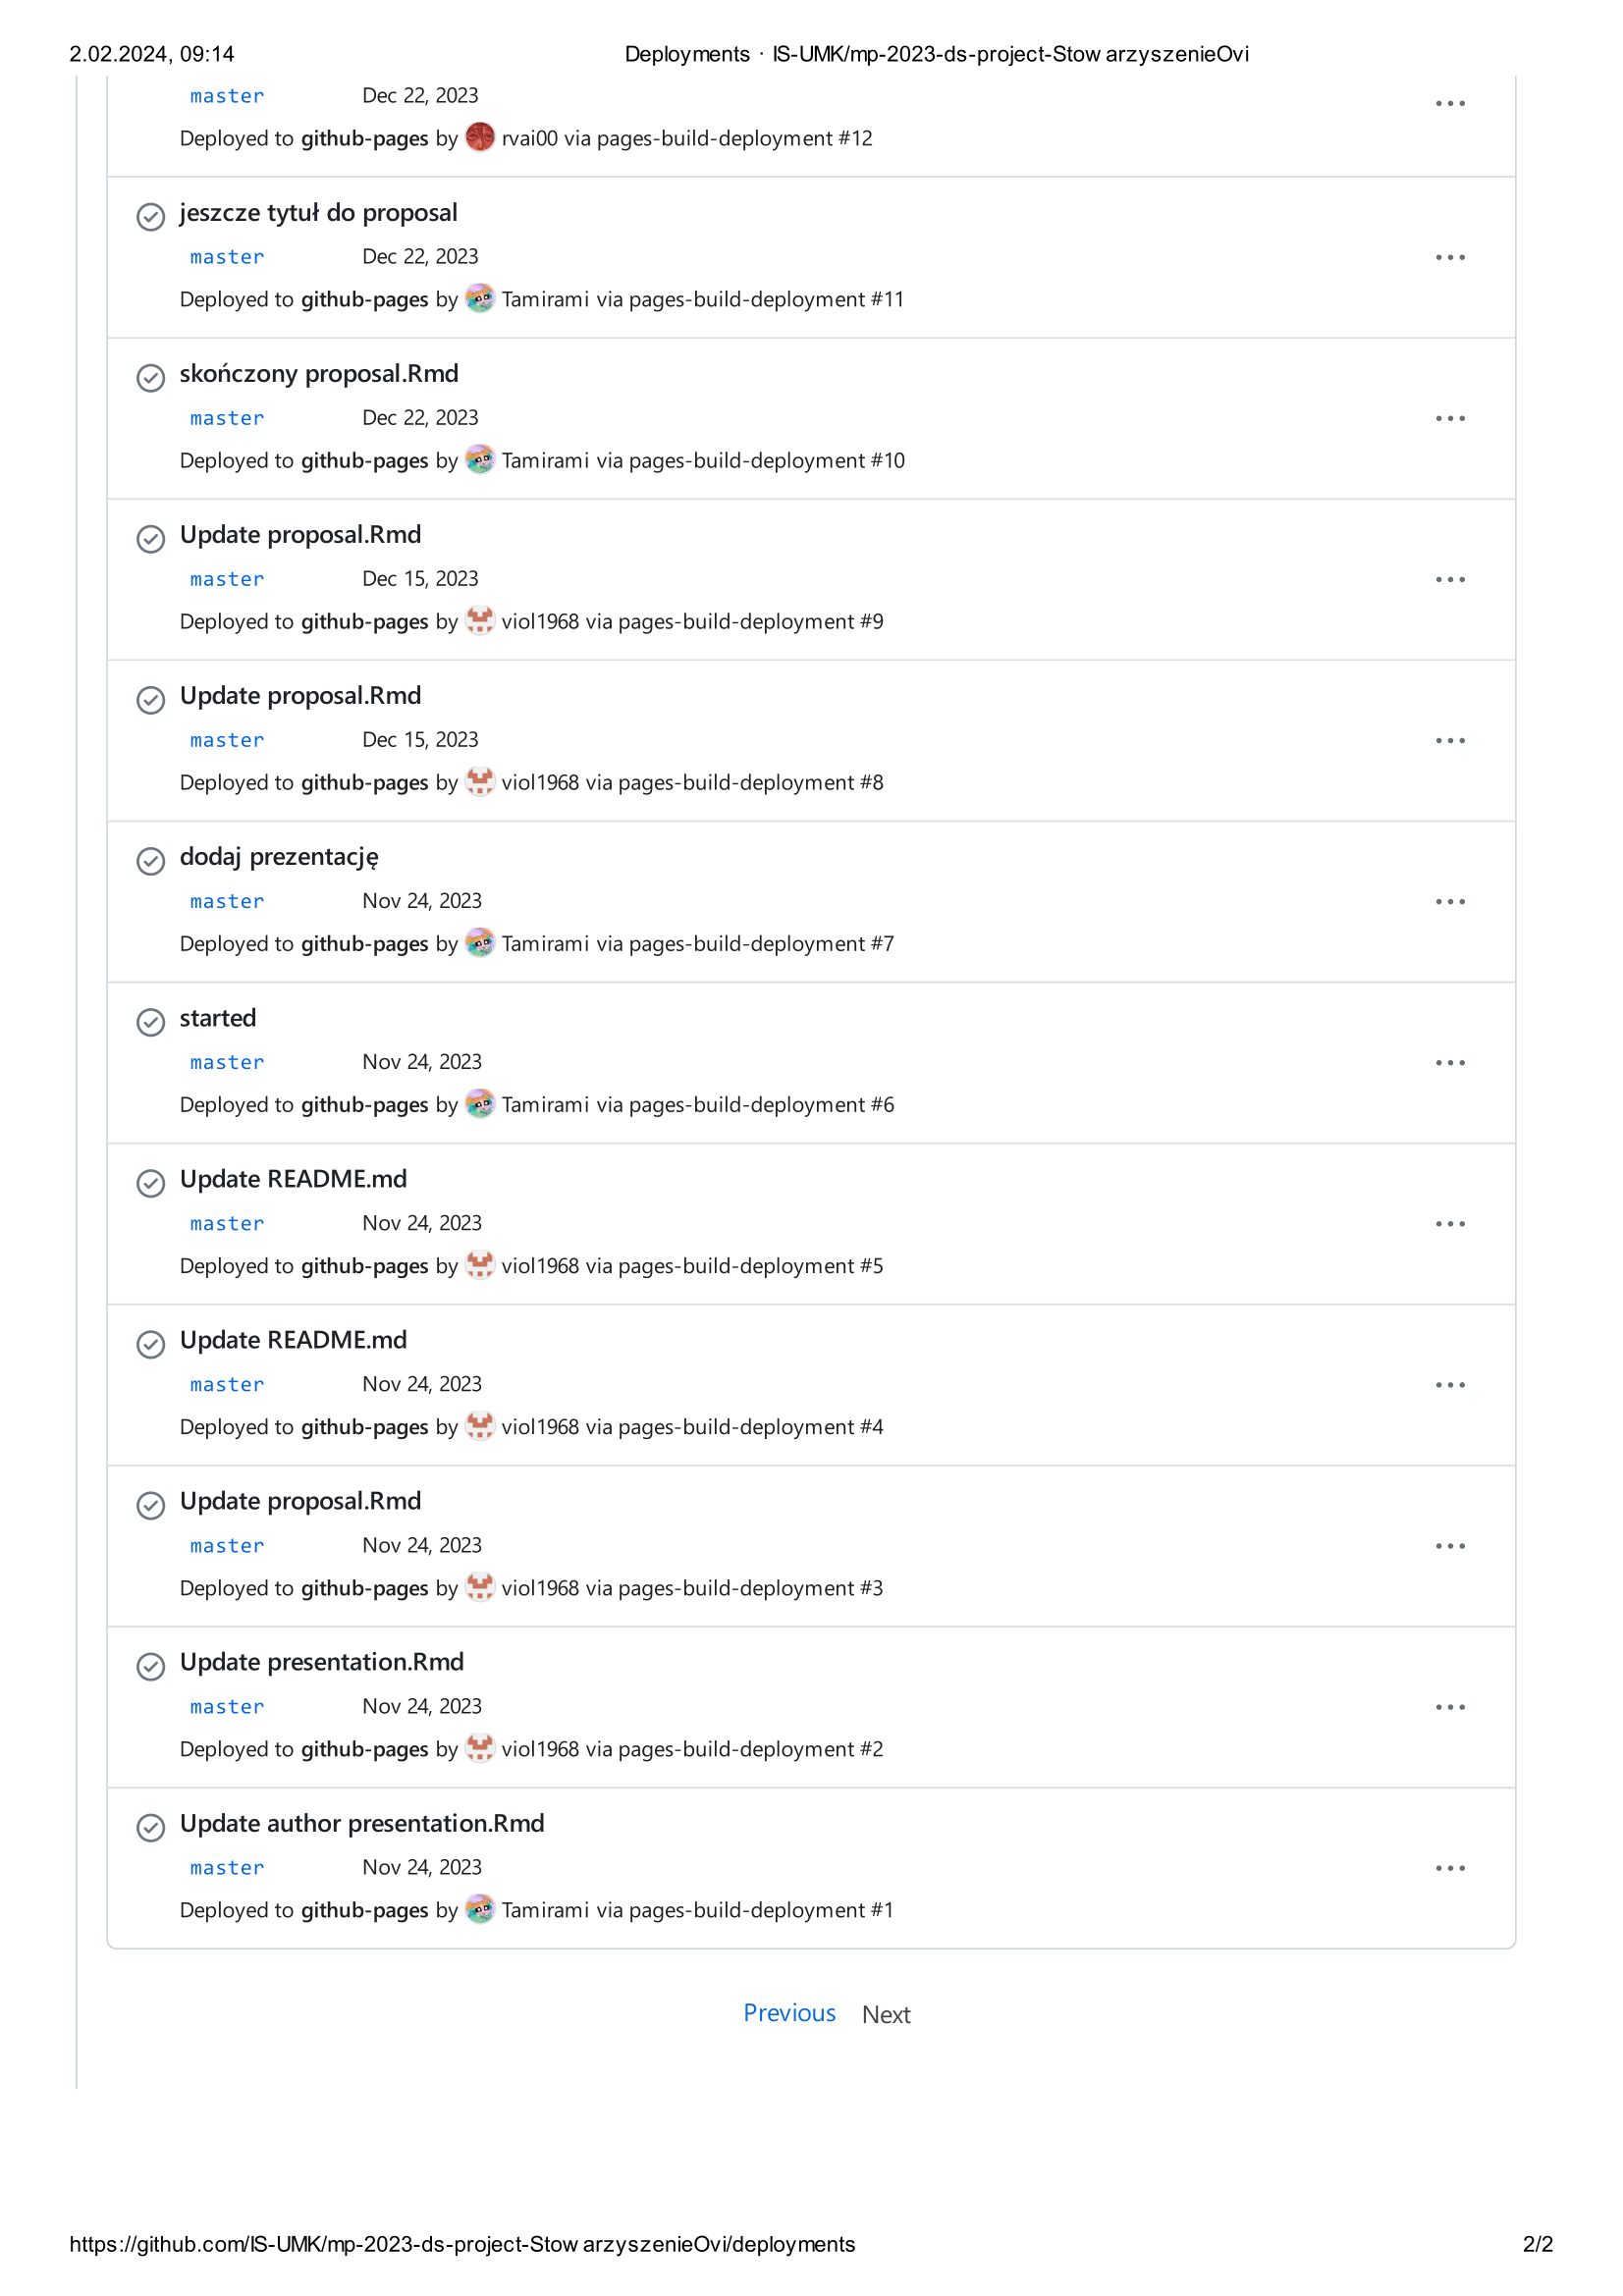 2.02.2024, 09:14 Deployments · IS-UMK/mp-2023-ds-project-Stow arzyszenieOvi
master Dec 22, 2023
Deployed to github-pages by rvai00 via pages-build-deployment #12
jeszcze tytuł do proposal
master Dec 22, 2023
Deployed to github-pages by Tamirami via pages-build-deployment #11
skończony proposal.Rmd
master Dec 22, 2023
Deployed to github-pages by Tamirami via pages-build-deployment #10
Update proposal.Rmd
master Dec 15, 2023
Deployed to github-pages by viol1968 via pages-build-deployment #9
Update proposal.Rmd
master Dec 15, 2023
Deployed to github-pages by viol1968 via pages-build-deployment #8
dodaj prezentację
master Nov 24, 2023
Deployed to github-pages by Tamirami via pages-build-deployment #7
started
master Nov 24, 2023
Deployed to github-pages by Tamirami via pages-build-deployment #6
Update README.md
master Nov 24, 2023
Deployed to github-pages by viol1968 via pages-build-deployment #5
Update README.md
master Nov 24, 2023
Deployed to github-pages by viol1968 via pages-build-deployment #4
Update proposal.Rmd
master Nov 24, 2023
Deployed to github-pages by viol1968 via pages-build-deployment #3
Update presentation.Rmd
master Nov 24, 2023
Deployed to github-pages by viol1968 via pages-build-deployment #2
Update author presentation.Rmd
master Nov 24, 2023
Deployed to github-pages by Tamirami via pages-build-deployment #1
Previous Next
https://github.com/IS-UMK/mp-2023-ds-project-Stow arzyszenieOvi/deployments 2/2